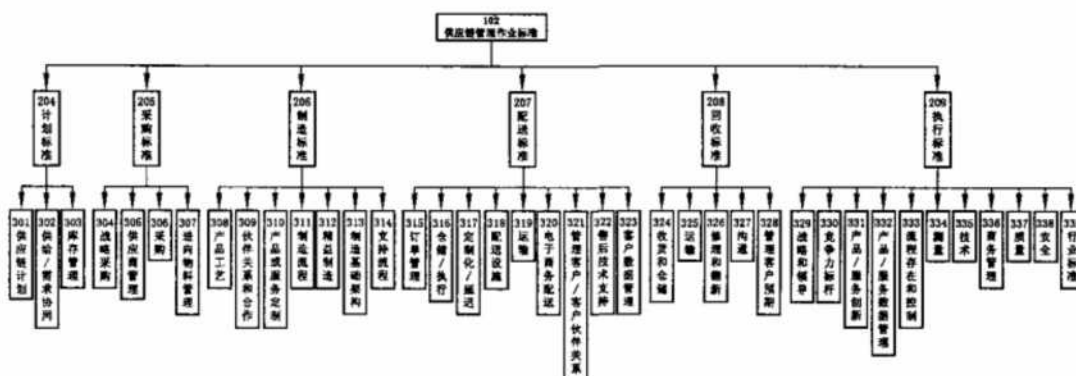 102
供应链管理作业标准
204
计划标准
205
采购标准
206
制造标准
207
配送标准
208
回收标准
209
执行标准
301
供应链计划
302
供给/需求协同
303
库存管理
304
战略采购
305
供应商管理
306
采购
307
进向物料管理
308
产品工艺
309
伙伴关系和合作
310
产品或服务定制
311
制造流程
312
精益制造
313
制造基础架构
314
支持流程
315
订单管理
316
仓储/执行
317
定制化/延迟
318
配送设施
319
运输
320
电子商务配送
321
管理客户/客户伙伴关系
322
售后技术支持
323
客户数据管理
324
收货和仓储
325
运输
326
修理和翻新
327
沟通
328
管理客户预期
329
战略和领导
330
竞争力标杆
331
产品/服务创新
332
产品/服务数据管理
333
流程存在和控制
334
测量
335
技术
336
商务管理
337
质量
338
安全
339
行业标准